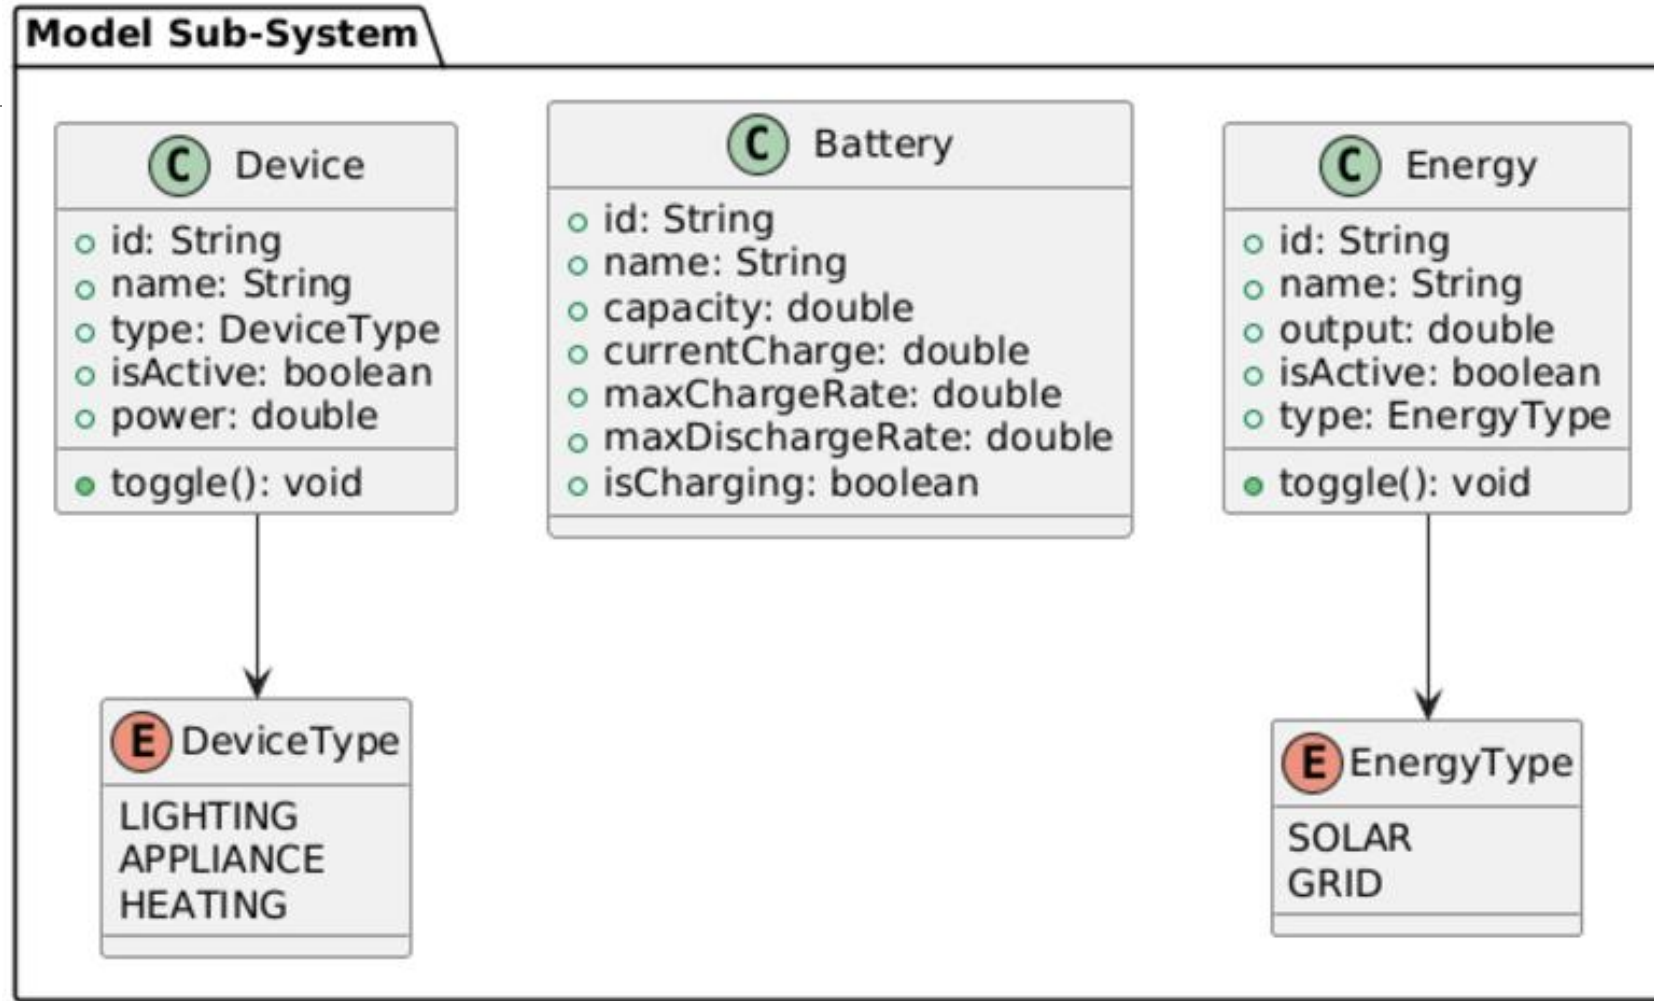 Model Sub-System
C Device
id: String
name: String
type: DeviceType
isActive: boolean
power: double
toggle(): void
C Battery
id: String
name: String
capacity: double
currentCharge: double
maxChargeRate: double
maxDischargeRate: double
isCharging: boolean
C Energy
id: String
name: String
output: double
isActive: boolean
type: EnergyType
toggle(): void
E DeviceType
LIGHTING
APPLIANCE
HEATING
E EnergyType
SOLAR
GRID